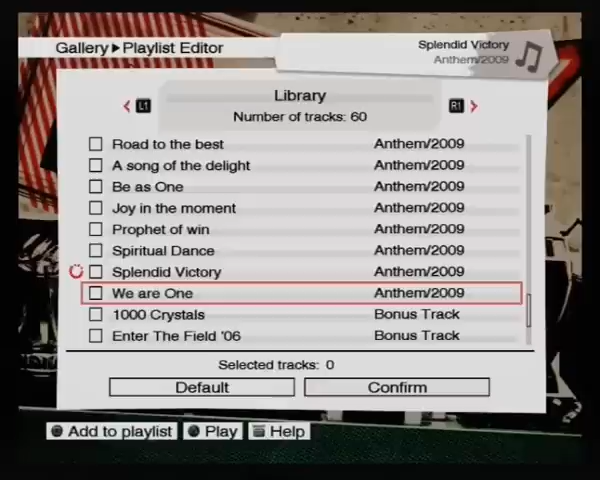 Gallery▶Playlist Editor
Splendid Victory
Anthem/2009
Library
L1
R1
Number of tracks: 60
Road to the best Anthem/2009
A song of the delight Anthem/2009
Be as One Anthem/2009
Joy in the moment Anthem/2009
Prophet of win Anthem/2009
Spiritual Dance Anthem/2009
Splendid Victory Anthem/2009
We are One Anthem/2009
1000 Crystals Bonus Track
Enter The Field '06 Bonus Track
Selected tracks: 0
Default Confirm
Add to playlist Play Help